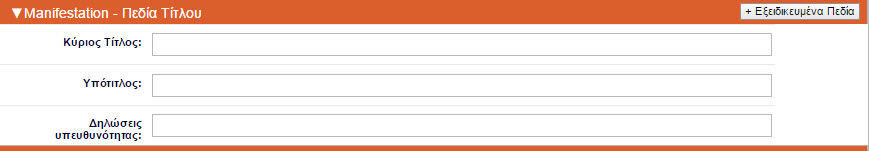 ▼Manifestation - Πεδία Τίτλου
+ Εξειδικευμένα Πεδία
Κύριος Τίτλος:
Υπότιτλος:
Δηλώσεις
υπευθυνότητας: